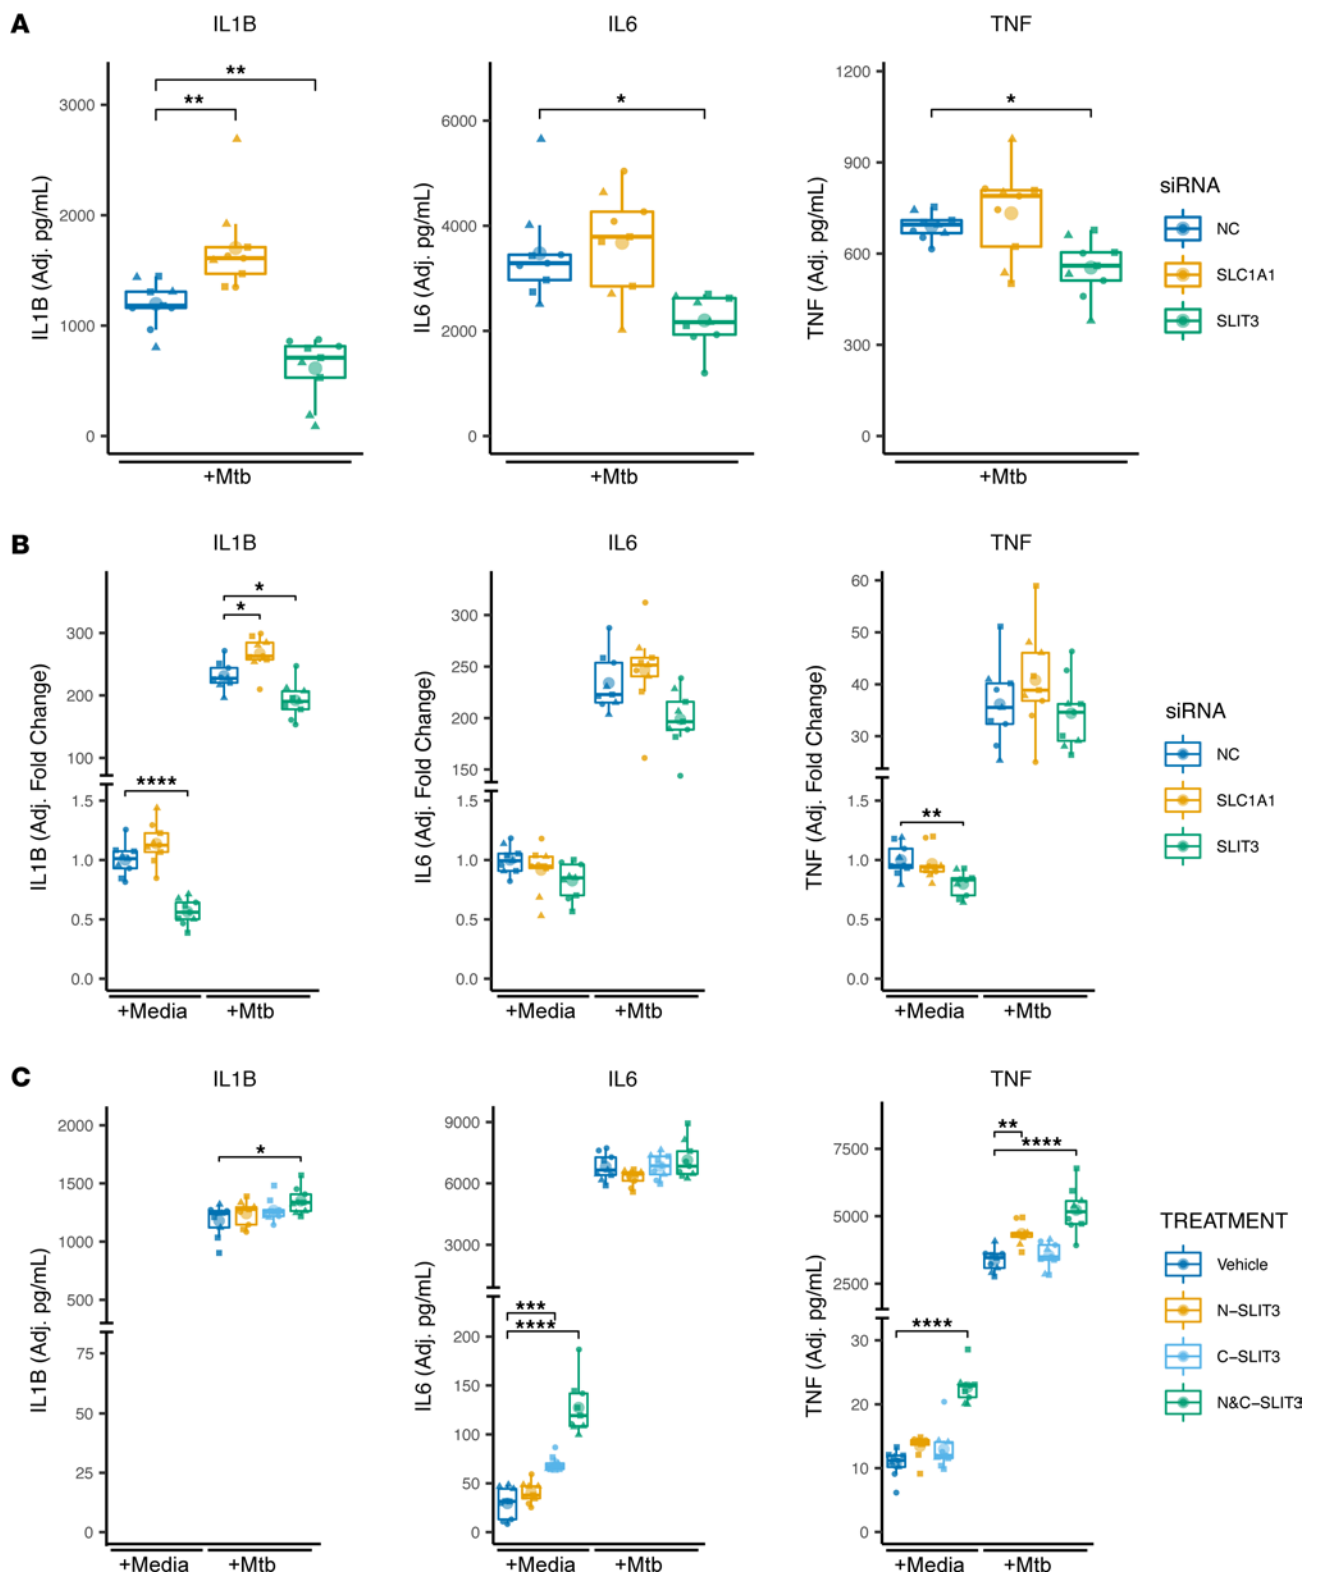 A
IL1B
IL6
TNF
IL1B (Adj. pg/mL)
3000
2000
1000
0
**
**
+Mtb
IL6 (Adj. pg/mL)
6000
4000
2000
0
*
+Mtb
TNF (Adj. pg/mL)
1200
900
600
300
0
*
+Mtb
siRNA
NC
SLC1A1
SLIT3
B
IL1B
IL6
TNF
IL1B (Adj. Fold Change)
300
200
100
1.5
1.0
0.5
0.0
*
*
****
+Media
+Mtb
IL6 (Adj. Fold Change)
300
250
200
150
1.5
1.0
0.5
0.0
+Media
+Mtb
TNF (Adj. Fold Change)
60
50
40
30
1.5
1.0
0.5
0.0
**
+Media
+Mtb
siRNA
NC
SLC1A1
SLIT3
C
IL1B
IL6
TNF
IL1B (Adj. pg/mL)
2000
1500
1000
500
75
50
25
0
*
+Media
+Mtb
IL6 (Adj. pg/mL)
9000
6000
3000
200
150
100
50
0
***
****
+Media
+Mtb
TNF (Adj. pg/mL)
7500
5000
2500
30
20
10
0
**
****
****
+Media
+Mtb
TREATMENT
Vehicle
N−SLIT3
C−SLIT3
N&C−SLIT3